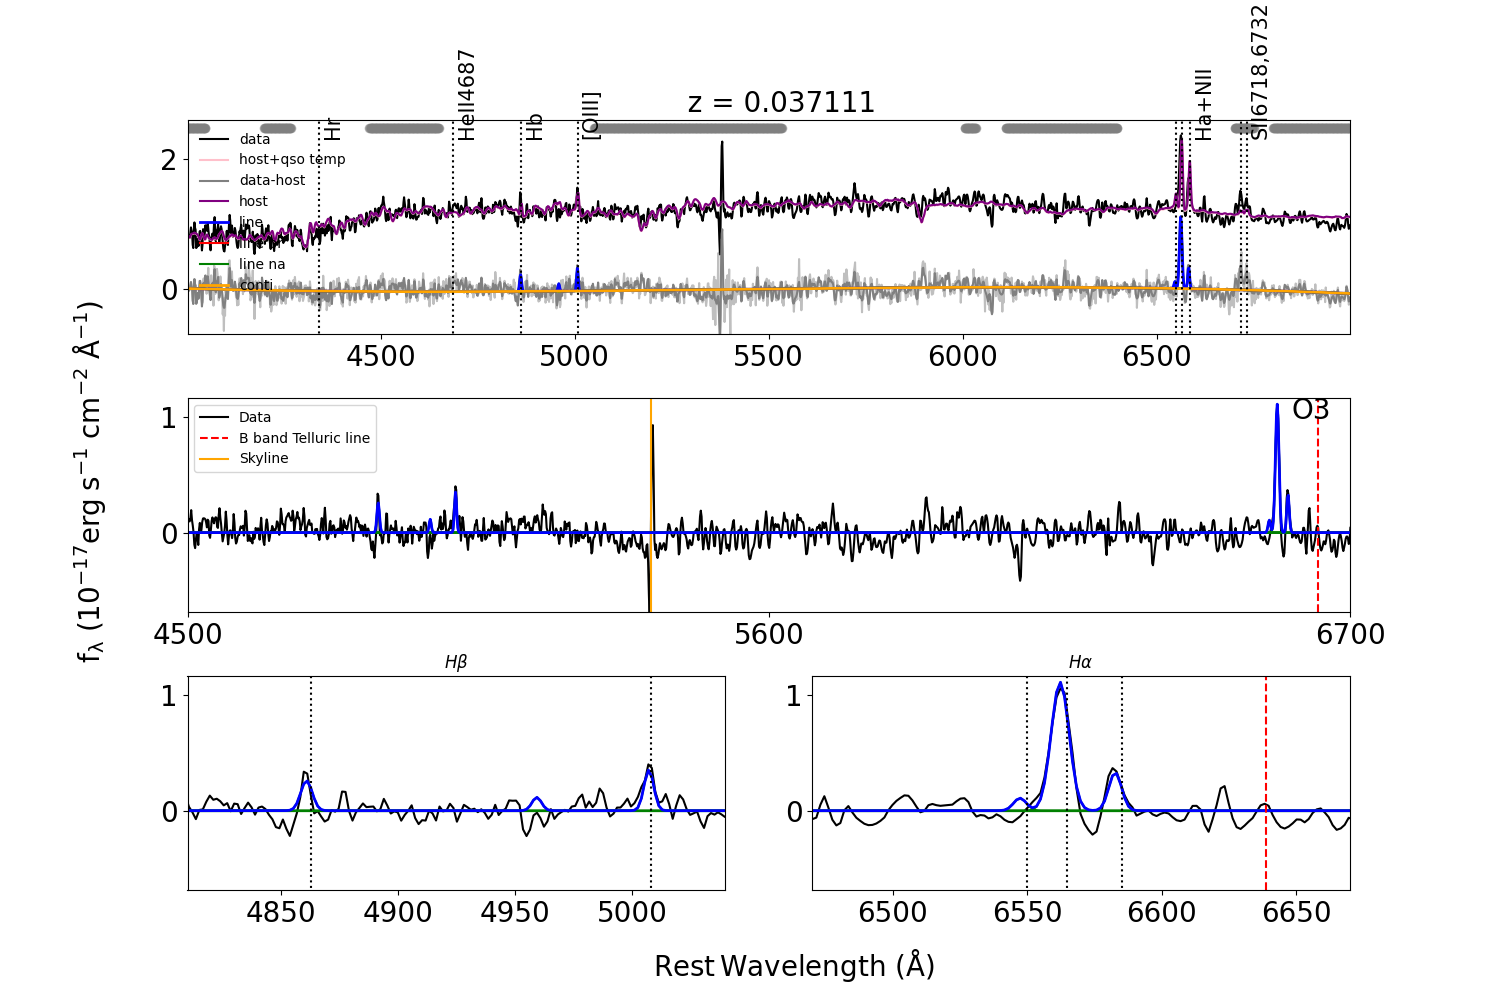 z = 0.037111
Hr
HeII4687
Hb
[OIII]
Ha+NII
SII6718,6732
data
host+qso temp
data-host
host
line
line na
conti
2
0
4500 5000 5500 6000 6500
f_λ (10^−17 erg s^−1 cm^−2 Å^−1)
Data
B band Telluric line
Skyline
O3
1
0
4500 5600 6700
Hβ
1
0
4850 4900 4950 5000
Hα
1
0
6500 6550 6600 6650
Rest Wavelength (Å)